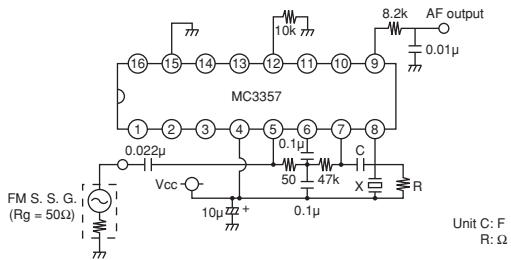 8.2k AF output
10k
0.01μ
16 15 14 13 12 11 10 9
MC3357
1 2 3 4 5 6 7 8
0.1μ
0.022μ
C
50 47k
Vcc
X R
FM S. S. G.
(Rg = 50Ω)
10μ +
0.1μ
Unit C: F
R: Ω